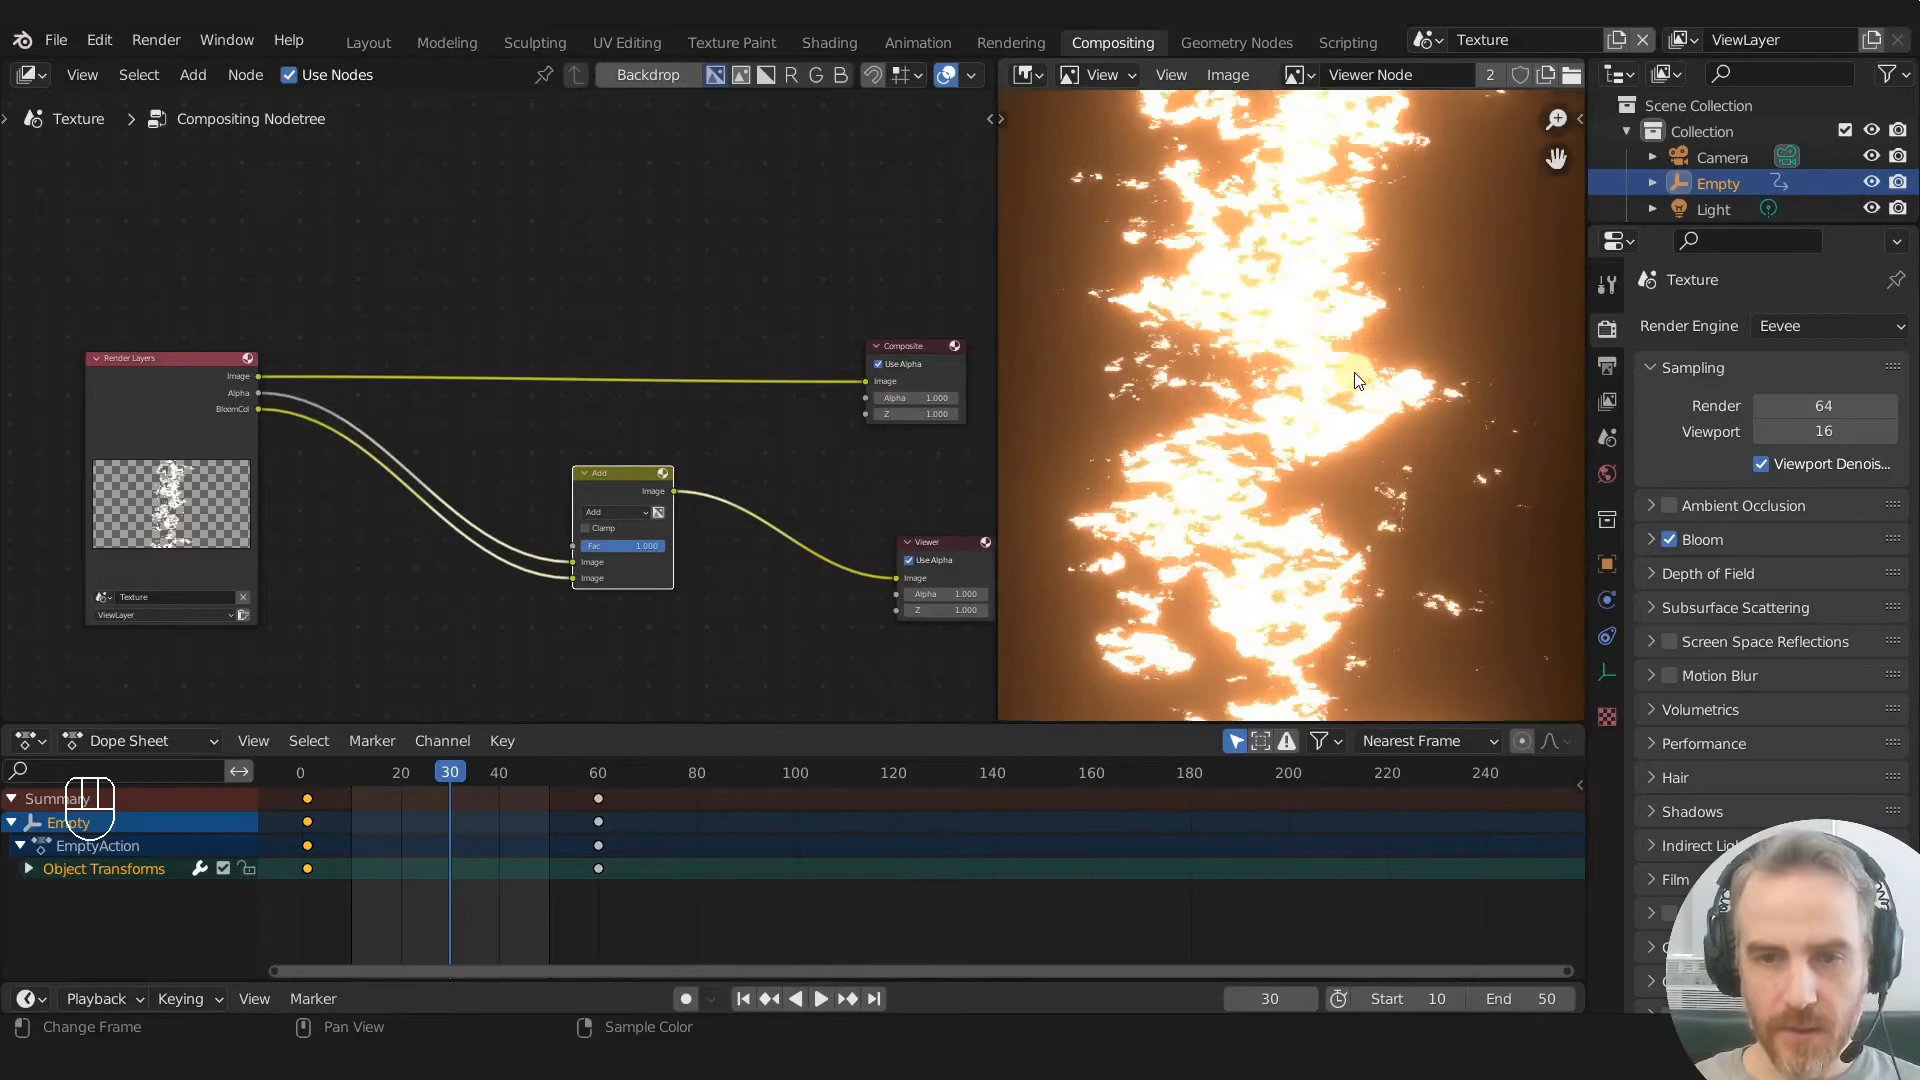 File Edit Render Window Help Layout Modeling Sculpting UV Editing Texture Paint Shading Animation Rendering Compositing Geometry Nodes Scripting Texture ViewLayer
View Select Add Node Use Nodes Backdrop R G B View View Image Viewer Node 2
Texture > Compositing Nodetree
Scene Collection
Collection
Camera
Empty
Light
Texture
Render Engine Eevee
Sampling
Render 64
Viewport 16
Viewport Denois...
Ambient Occlusion
Bloom
Depth of Field
Subsurface Scattering
Screen Space Reflections
Motion Blur
Volumetrics
Performance
Hair
Shadows
Film
Render Layers
Image
Alpha
BloomCol
Texture
ViewLayer
Add
Image
Add
Clamp
Fac 1.000
Image
Image
Composite
Use Alpha
Image
Alpha 1.000
Z 1.000
Viewer
Use Alpha
Image
Alpha 1.000
Z 1.000
Dope Sheet View Select Marker Channel Key Nearest Frame
0 20 30 40 60 80 100 120 140 160 180 200 220 240
Summary
Empty
EmptyAction
Object Transforms
Playback Keying View Marker 30 Start 10 End 50
Change Frame Pan View Sample Color